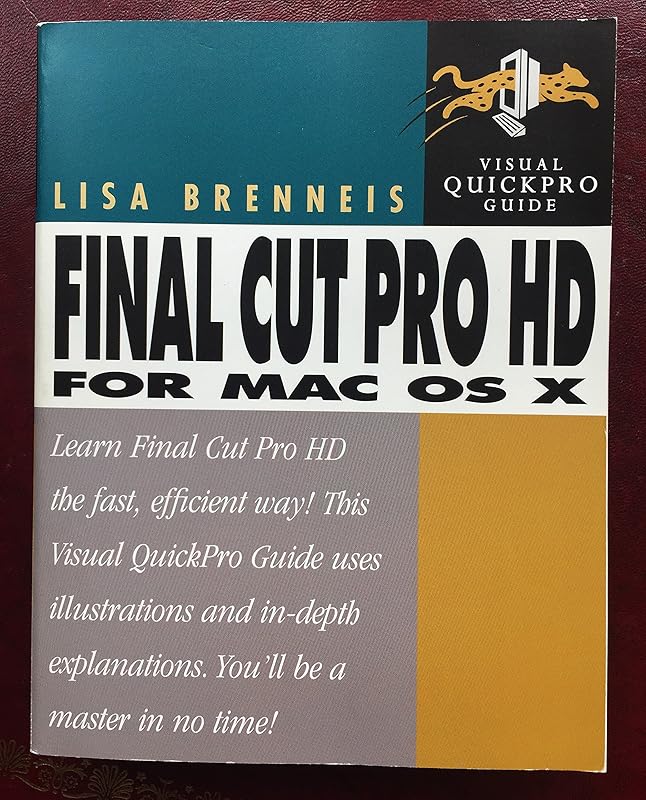 VISUAL
QUICKPRO
GUIDE
LISA BRENNEIS
FINAL CUT PRO HD
FOR MAC OS X
Learn Final Cut Pro HD
the fast, efficient way! This
Visual QuickPro Guide uses
illustrations and in-depth
explanations. You'll be a
master in no time!